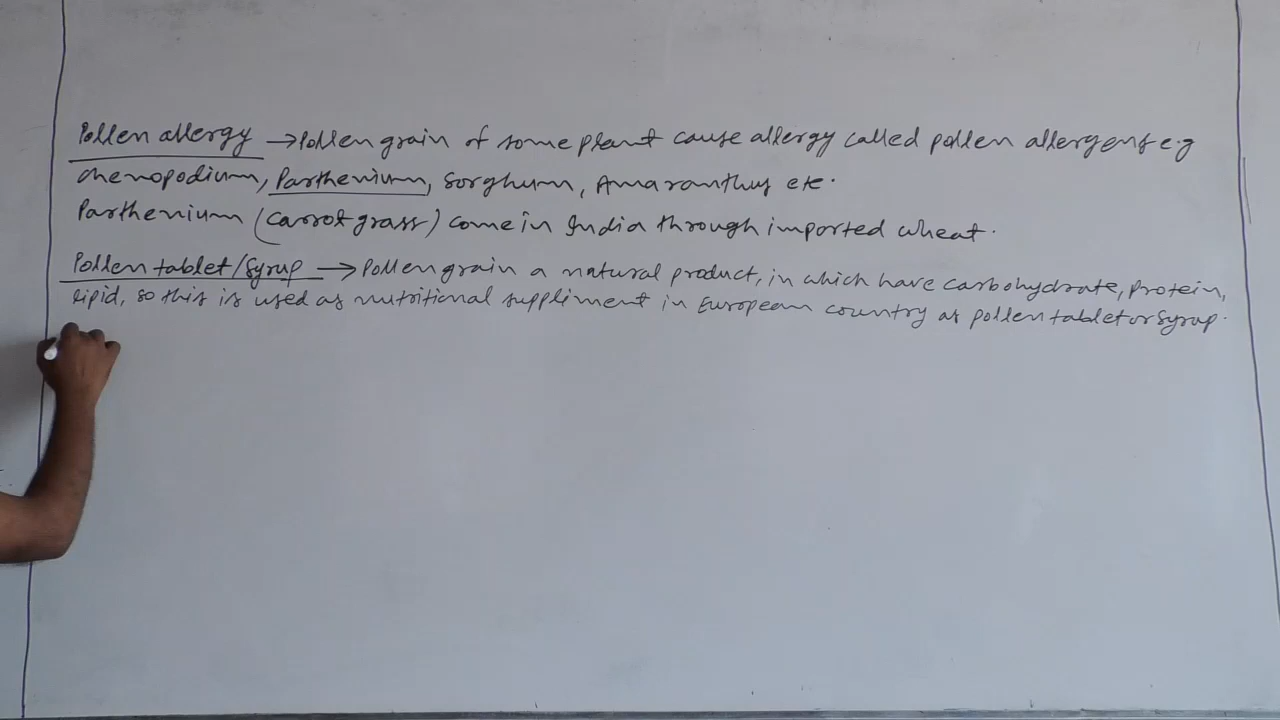 Pollen allergy → Pollen grain of some plant cause allergy called pollen allergens e.g
chenopodium, Parthenium, Sorghum, Amaranthus etc.
Parthenium (carrot grass) come in India through imported wheat.
Pollen tablet/Syrup → Pollen grain a natural product, in which have carbohydrate, protein,
lipid, so this is used as nutritional suppliment in European country as pollen tablet or Syrup.